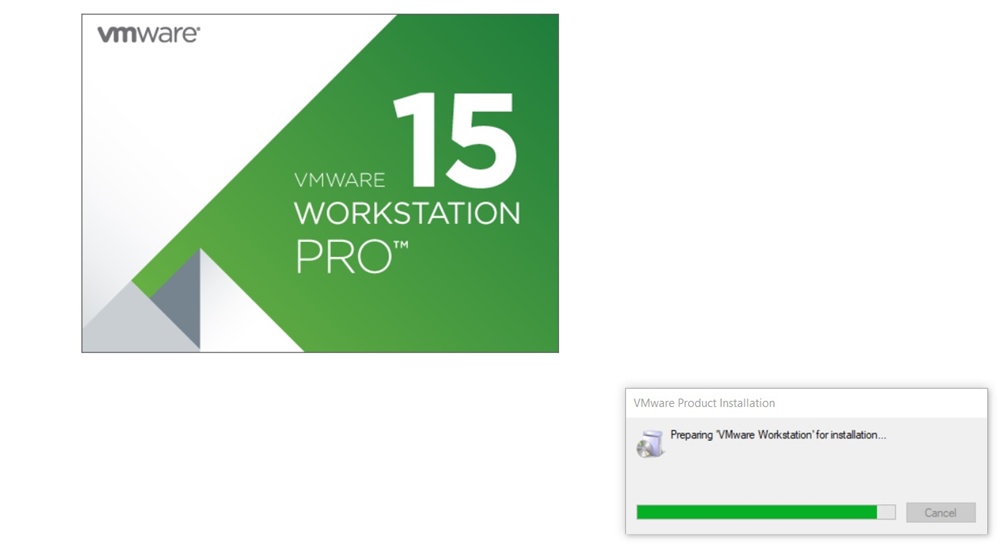 vmware®
15
VMWARE
WORKSTATION
PRO™
VMware Product Installation
Preparing 'VMware Workstation' for installation...
Cancel